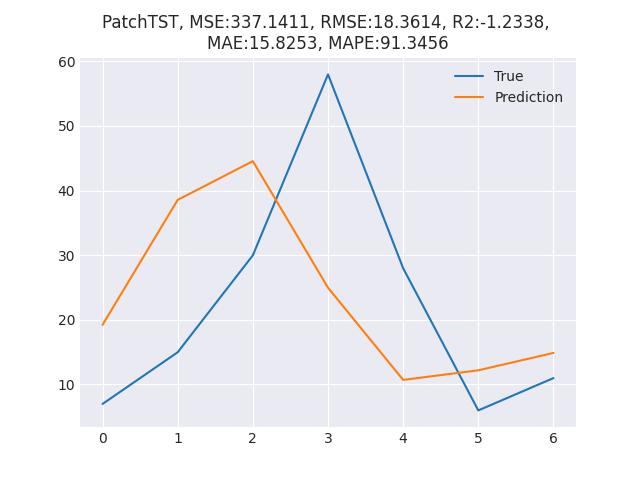 PatchTST, MSE:337.1411, RMSE:18.3614, R2:-1.2338,
MAE:15.8253, MAPE:91.3456
60
50
40
30
20
10
True
Prediction
0 1 2 3 4 5 6